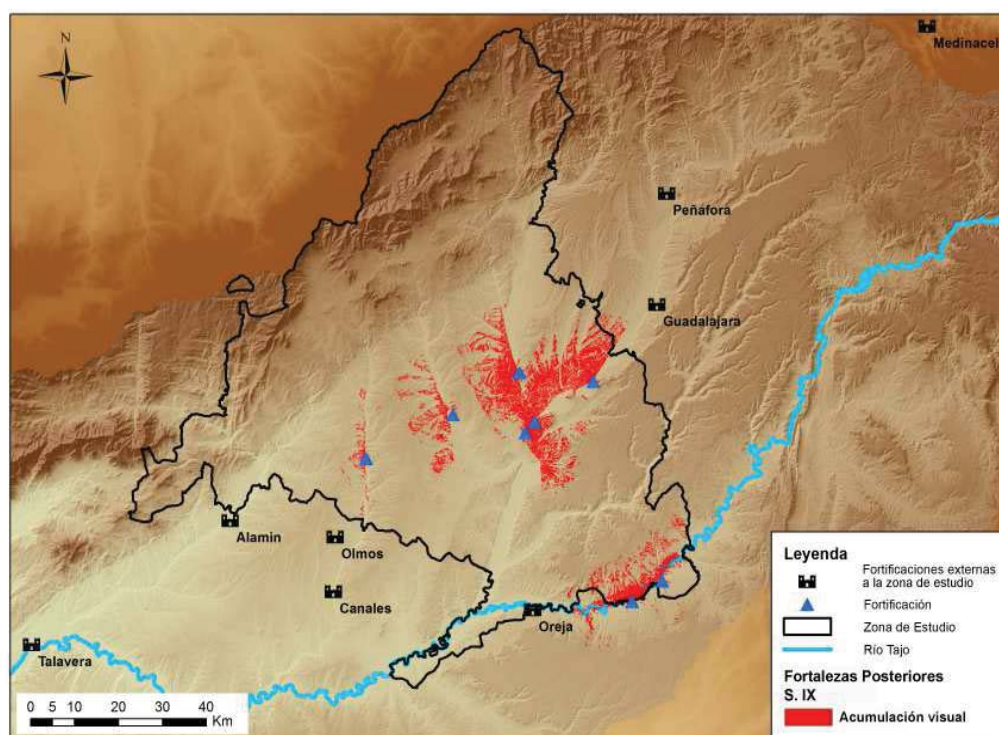 N
Medinacel
Peñafora
Guadalajara
Alamin
Olmos
Canales
Oreja
Talavera
0 5 10 20 30 40
Km
Leyenda
Fortificaciones externas
a la zona de estudio
Fortificación
Zona de Estudio
Río Tajo
Fortalezas Posteriores
S. IX
Acumulación visual